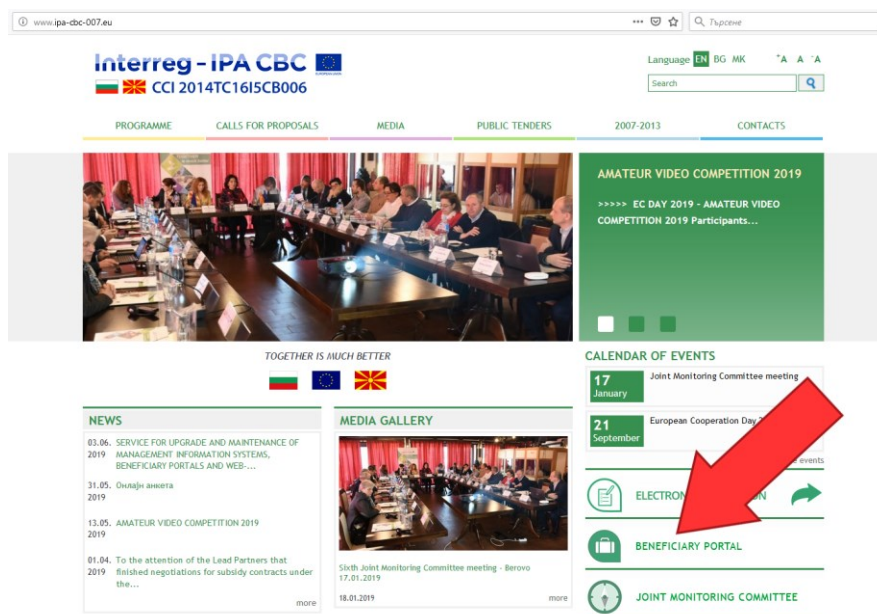 www.ipa-cbc-007.eu
Търсене
Interreg - IPA CBC
CCI 2014TC16I5CB006
Language EN BG MK
+A A -A
Search
PROGRAMME
CALLS FOR PROPOSALS
MEDIA
PUBLIC TENDERS
2007-2013
CONTACTS
AMATEUR VIDEO COMPETITION 2019
>>>>> EC DAY 2019 - AMATEUR VIDEO
COMPETITION 2019 Participants...
TOGETHER IS MUCH BETTER
NEWS
03.06.2019 SERVICE FOR UPGRADE AND MAINTENANCE OF
MANAGEMENT INFORMATION SYSTEMS,
BENEFICIARY PORTALS AND WEB-...
31.05.2019 Онлајн анкета
13.05.2019 AMATEUR VIDEO COMPETITION 2019
01.04.2019 To the attention of the Lead Partners that
finished negotiations for subsidy contracts under
the...
more
MEDIA GALLERY
Sixth Joint Monitoring Committee meeting - Berovo
17.01.2019
18.01.2019
more
CALENDAR OF EVENTS
17
January
Joint Monitoring Committee meeting
21
September
European Cooperation Day
events
BENEFICIARY PORTAL
JOINT MONITORING COMMITTEE